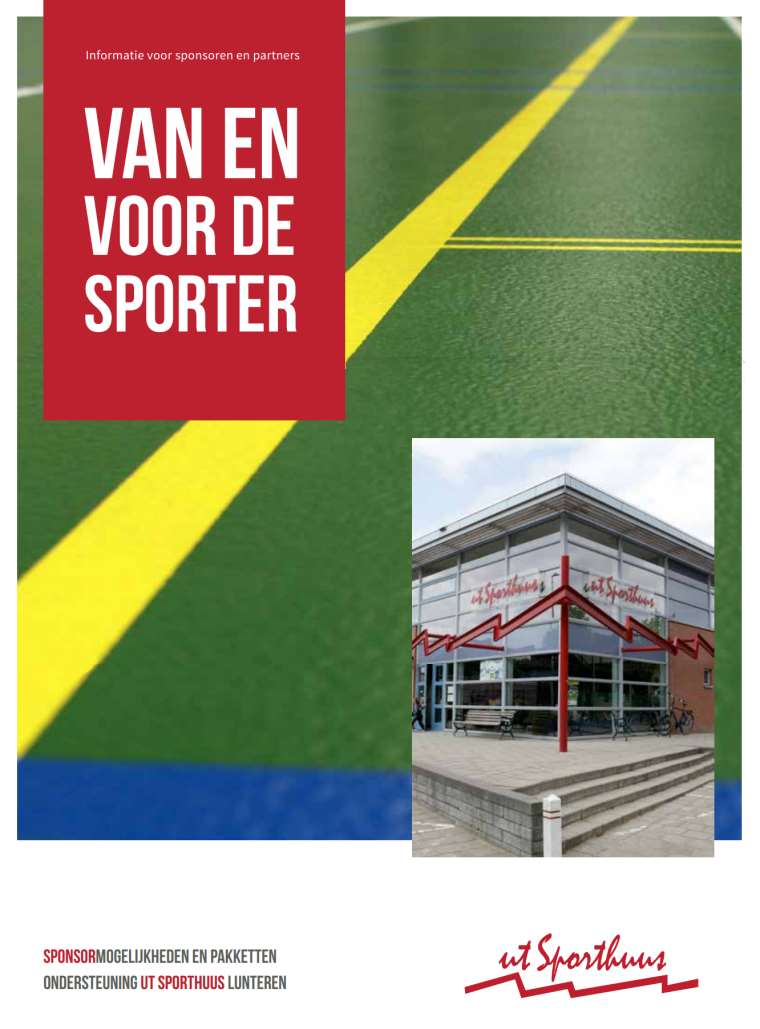 Informatie voor sponsoren en partners
VAN EN
VOOR DE
SPORTER
ut Sporthuus ut Sporthuus
SPONSORMOGELIJKHEDEN EN PAKKETTEN
ONDERSTEUNING UT SPORTHUUS LUNTEREN
ut Sporthuus